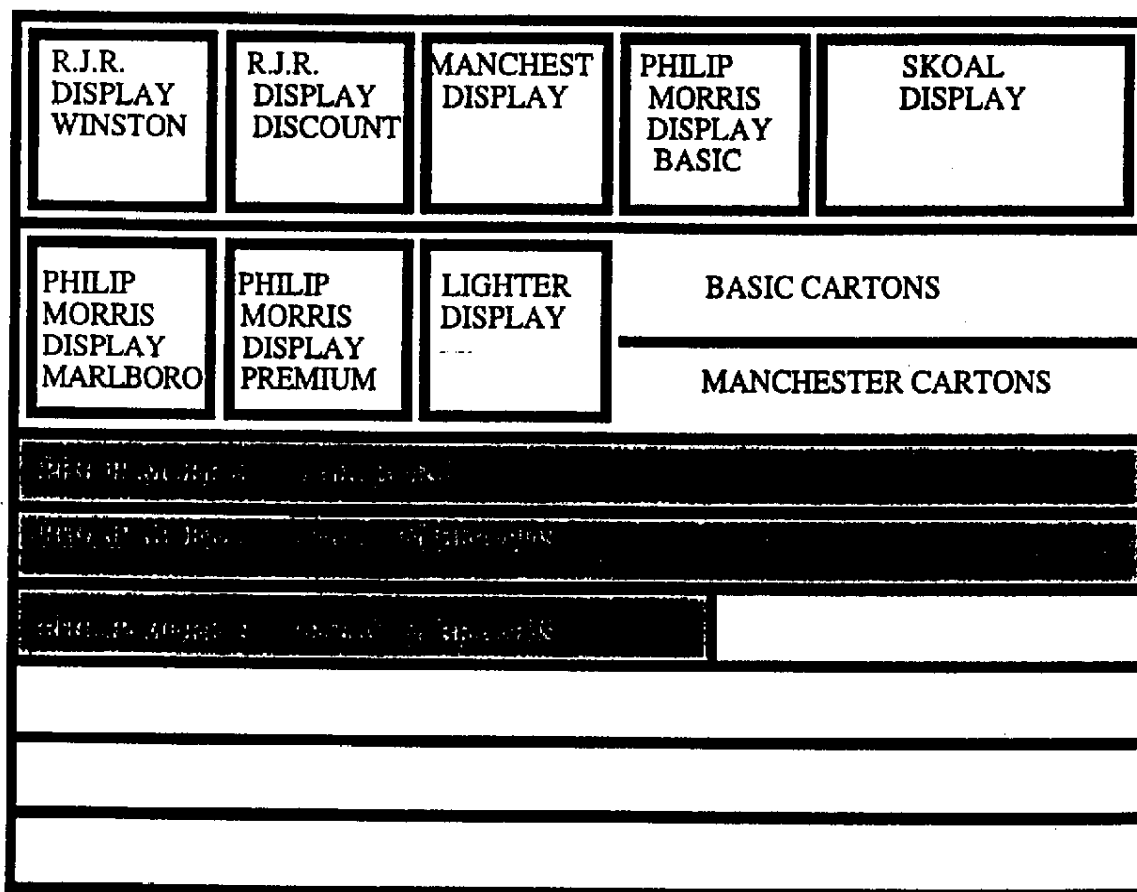 R.J.R.
DISPLAY
WINSTON
R.J.R.
DISPLAY
DISCOUNT
MANCHEST
DISPLAY
PHILIP
MORRIS
DISPLAY
BASIC
SKOAL
DISPLAY
PHILIP
MORRIS
DISPLAY
MARLBORO
PHILIP
MORRIS
DISPLAY
PREMIUM
LIGHTER
DISPLAY
BASIC CARTONS
MANCHESTER CARTONS